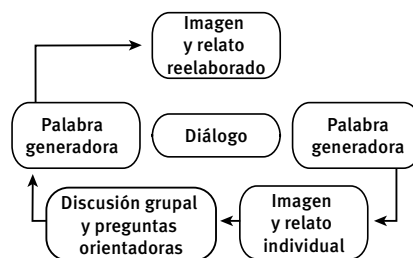 Imagen
y relato
reelaborado
Palabra
generadora
Diálogo
Palabra
generadora
Discusión grupal
y preguntas
orientadoras
Imagen
y relato
individual